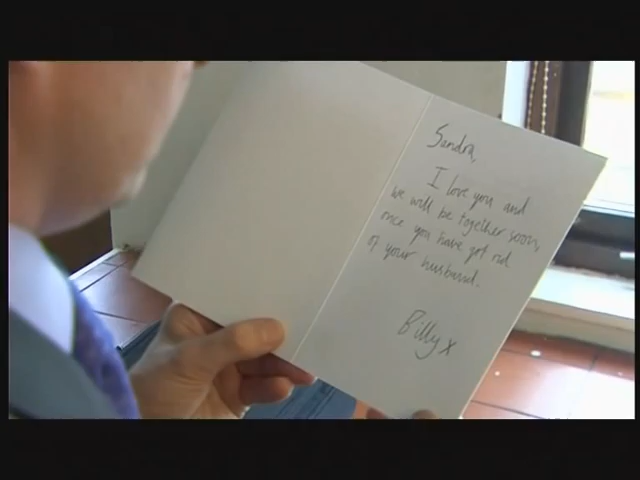 Sandra,
I love you and
we will be together soon,
once you have got rid
of your husband.
Billy x